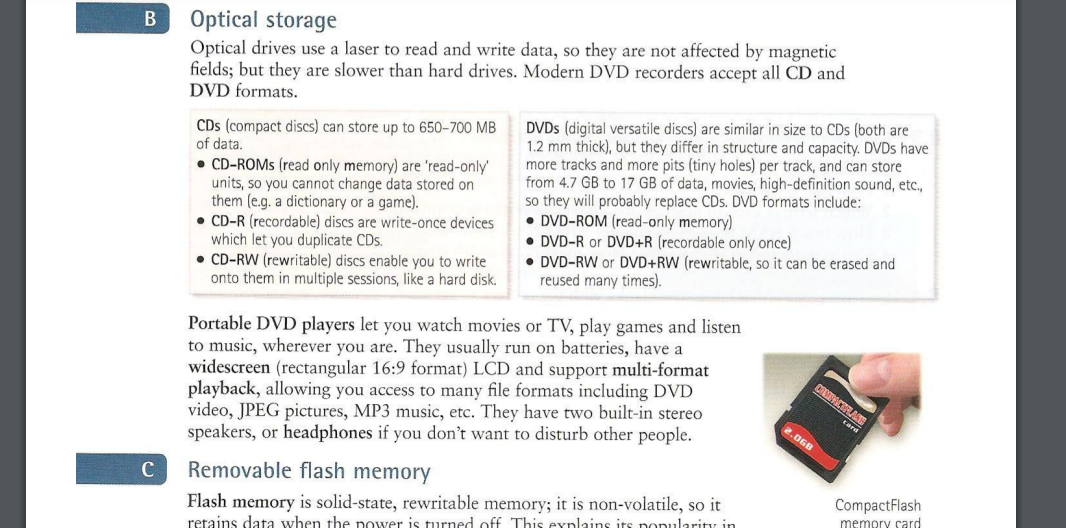 B Optical storage
Optical drives use a laser to read and write data, so they are not affected by magnetic
fields; but they are slower than hard drives. Modern DVD recorders accept all CD and
DVD formats.
CDs (compact discs) can store up to 650–700 MB
of data.
• CD-ROMs (read only memory) are 'read-only'
units, so you cannot change data stored on
them (e.g. a dictionary or a game).
• CD-R (recordable) discs are write-once devices
which let you duplicate CDs.
• CD-RW (rewritable) discs enable you to write
onto them in multiple sessions, like a hard disk.
DVDs (digital versatile discs) are similar in size to CDs (both are
1.2 mm thick), but they differ in structure and capacity. DVDs have
more tracks and more pits (tiny holes) per track, and can store
from 4.7 GB to 17 GB of data, movies, high-definition sound, etc.,
so they will probably replace CDs. DVD formats include:
• DVD-ROM (read-only memory)
• DVD-R or DVD+R (recordable only once)
• DVD-RW or DVD+RW (rewritable, so it can be erased and
reused many times).
Portable DVD players let you watch movies or TV, play games and listen
to music, wherever you are. They usually run on batteries, have a
widescreen (rectangular 16:9 format) LCD and support multi-format
playback, allowing you access to many file formats including DVD
video, JPEG pictures, MP3 music, etc. They have two built-in stereo
speakers, or headphones if you don't want to disturb other people.
COMPACTFLASH
card
2.0GB
C Removable flash memory
Flash memory is solid-state, rewritable memory; it is non-volatile, so it
retains data when the power is turned off. This explains its popularity in
CompactFlash
memory card